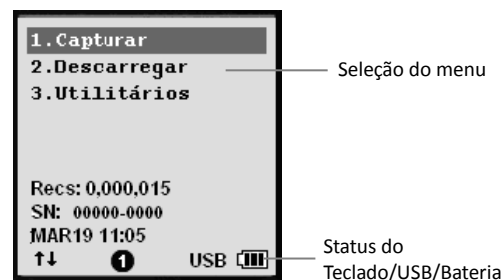 1.Capturar
2.Descarregar
Seleção do menu
3.Utilitários
Recs: 0,000,015
SN: 00000-0000
MAR19 11:05
↑↓ 1 USB
Status do
Teclado/USB/Bateria